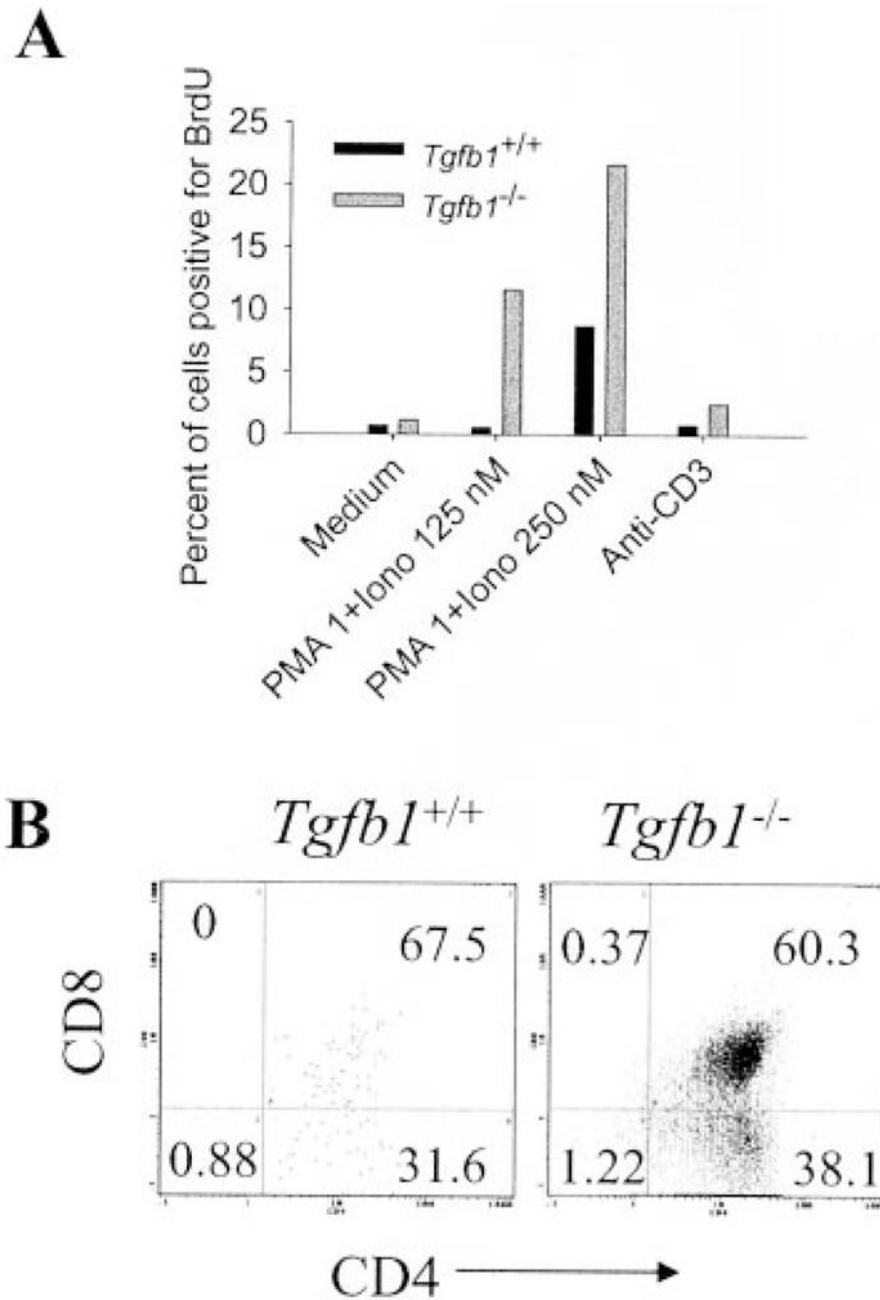 A
Percent of cells positive for BrdU
25
20
15
10
5
0
Tgfb1+/+
Tgfb1-/-
Medium
PMA 1+Iono 125 nM
PMA 1+Iono 250 nM
Anti-CD3
B
Tgfb1+/+
Tgfb1-/-
CD8
0
67.5
0.88
31.6
0.37
60.3
1.22
38.1
CD4